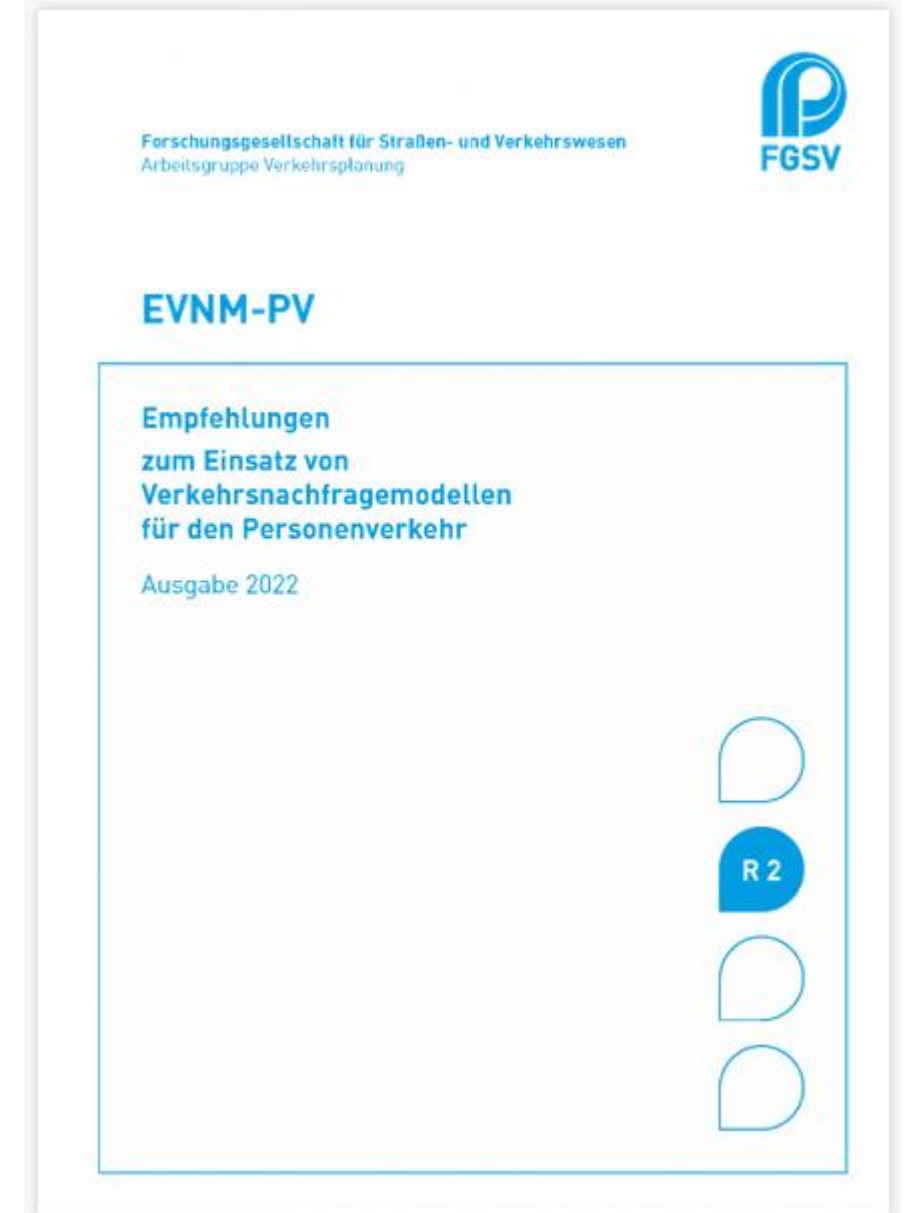 Forschungsgesellschaft für Straßen- und Verkehrswesen
Arbeitsgruppe Verkehrsplanung
FGSV
EVNM-PV
Empfehlungen
zum Einsatz von
Verkehrsnachfragemodellen
für den Personenverkehr
Ausgabe 2022
R 2